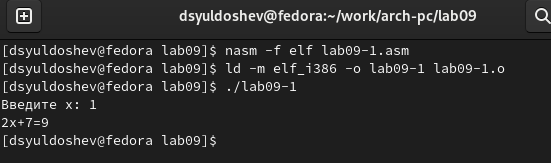 dsyuldoshev@fedora:~/work/arch-pc/lab09
[dsyuldoshev@fedora lab09]$ nasm -f elf lab09-1.asm
[dsyuldoshev@fedora lab09]$ ld -m elf_i386 -o lab09-1 lab09-1.o
[dsyuldoshev@fedora lab09]$ ./lab09-1
Введите x: 1
2x+7=9
[dsyuldoshev@fedora lab09]$